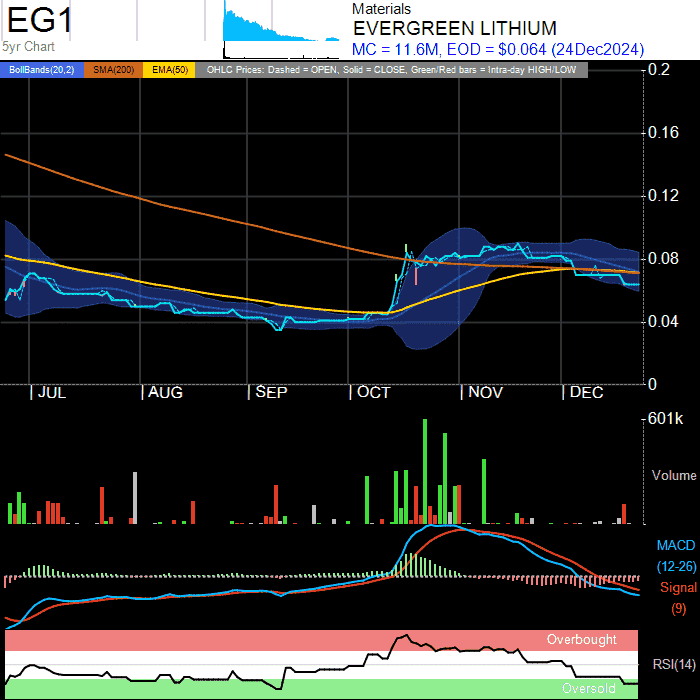 EG1
5yr Chart
Materials
EVERGREEN LITHIUM
MC = 11.6M, EOD = $0.064 (24Dec2024)
BollBands(20,2) SMA(200) EMA(50) OHLC Prices: Dashed = OPEN, Solid = CLOSE, Green/Red bars = Intra-day HIGH/LOW
0.2
0.16
0.12
0.08
0.04
0
JUL AUG SEP OCT NOV DEC
601k
Volume
MACD
(12-26)
Signal
(9)
Overbought
RSI(14)
Oversold